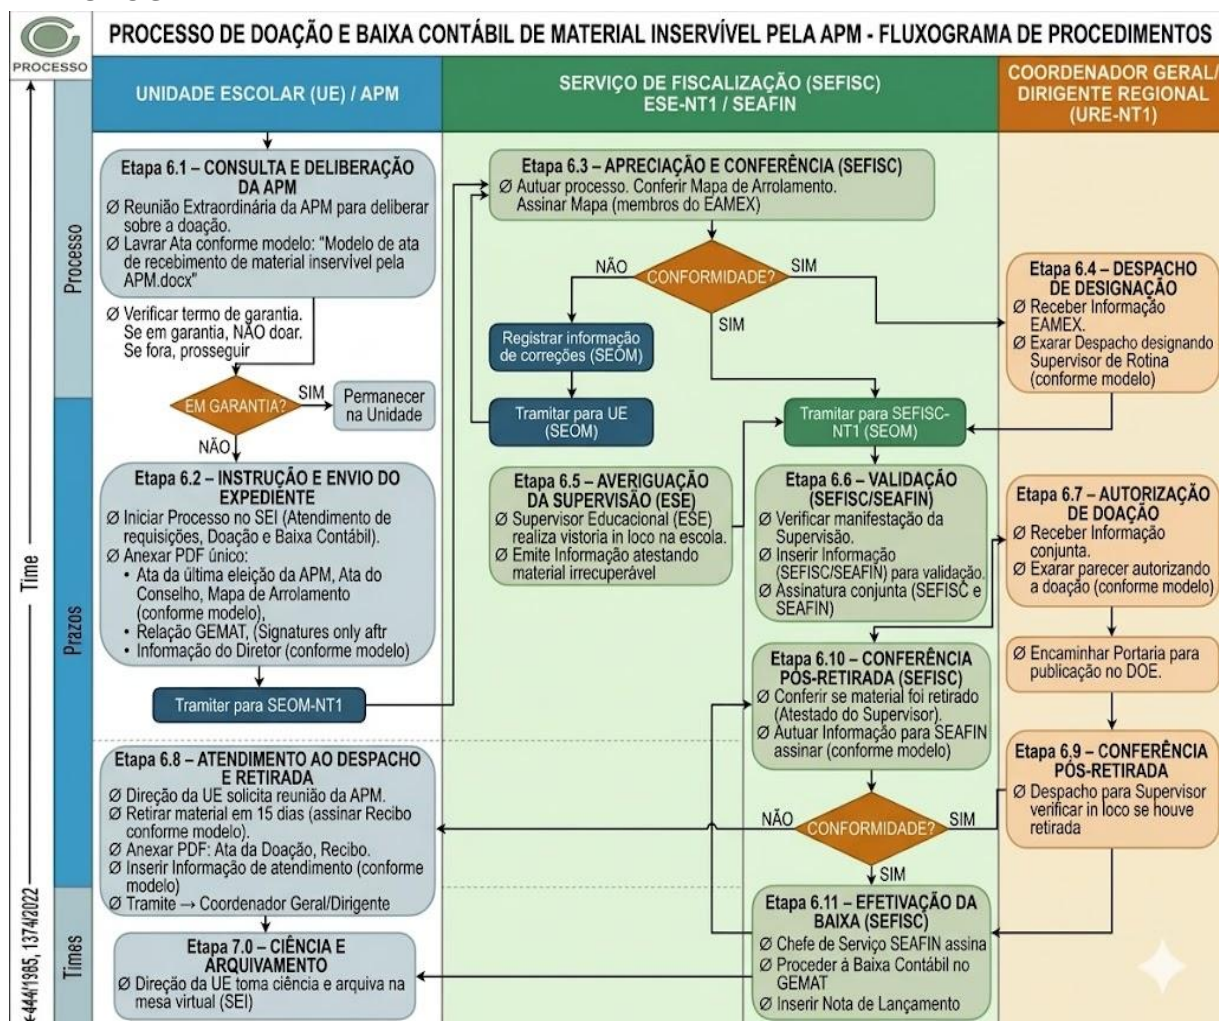 PROCESSO DE DOAÇÃO E BAIXA CONTÁBIL DE MATERIAL INSERVÍVEL PELA APM - FLUXOGRAMA DE PROCEDIMENTOS
PROCESSO
UNIDADE ESCOLAR (UE) / APM
SERVIÇO DE FISCALIZAÇÃO (SEFISC)
ESE-NT1 / SEAFIN
COORDENADOR GERAL/
DIRIGENTE REGIONAL
(URE-NT1)
Time
444/1985, 1374/2022
Processo
Prazos
Times
Etapa 6.1 – CONSULTA E DELIBERAÇÃO
DA APM
Ø Reunião Extraordinária da APM para deliberar
sobre a doação.
Ø Lavrar Ata conforme modelo: "Modelo de ata
de recebimento de material inservível pela
APM.docx"
Ø Verificar termo de garantia.
Se em garantia, NÃO doar.
Se fora, prosseguir
EM GARANTIA?
SIM
Permanecer
na Unidade
NÃO
Etapa 6.2 – INSTRUÇÃO E ENVIO DO
EXPEDIENTE
Ø Iniciar Processo no SEI (Atendimento de
requisições, Doação e Baixa Contábil).
Ø Anexar PDF único:
• Ata da última eleição da APM, Ata do
Conselho, Mapa de Arrolamento
(conforme modelo),
• Relação GEMAT, (Signatures only aftr
• Informação do Diretor (conforme modelo)
Tramiter para SEOM-NT1
Etapa 6.3 – APRECIAÇÃO E CONFERÊNCIA (SEFISC)
Ø Autuar processo. Conferir Mapa de Arrolamento.
Assinar Mapa (membros do EAMEX)
CONFORMIDADE?
NÃO
SIM
SIM
Registrar informação
de correções (SEOM)
Tramitar para UE
(SEOM)
Tramitar para SEFISC-
NT1 (SEOM)
Etapa 6.4 – DESPACHO
DE DESIGNAÇÃO
Ø Receber Informação
EAMEX.
Ø Exarar Despacho designando
Supervisor de Rotina
(conforme modelo)
Etapa 6.5 – AVERIGUAÇÃO
DA SUPERVISÃO (ESE)
Ø Supervisor Educacional (ESE)
realiza vistoria in loco na escola.
Ø Emite Informação atestando
material irrecuperável
Etapa 6.6 – VALIDAÇÃO
(SEFISC/SEAFIN)
Ø Verificar manifestação da
Supervisão.
Ø Inserir Informação
(SEFISC/SEAFIN) para validação.
Ø Assinatura conjunta (SEFISC e
SEAFIN)
Etapa 6.7 – AUTORIZAÇÃO
DE DOAÇÃO
Ø Receber Informação
conjunta.
Ø Exarar parecer autorizando
a doação (conforme modelo)
Ø Encaminhar Portaria para
publicação no DOE.
Etapa 6.8 – ATENDIMENTO AO DESPACHO
E RETIRADA
Ø Direção da UE solicita reunião da APM.
Ø Retirar material em 15 dias (assinar Recibo
conforme modelo).
Ø Anexar PDF: Ata da Doação, Recibo.
Ø Inserir Informação de atendimento (conforme
modelo)
Ø Tramite → Coordenador Geral/Dirigente
Etapa 6.9 – CONFERÊNCIA
PÓS-RETIRADA
Ø Despacho para Supervisor
verificar in loco se houve
retirada
Etapa 6.10 – CONFERÊNCIA
PÓS-RETIRADA (SEFISC)
Ø Conferir se material foi retirado
(Atestado do Supervisor).
Ø Autuar Informação para SEAFIN
assinar (conforme modelo)
NÃO
CONFORMIDADE?
SIM
SIM
Etapa 6.11 – EFETIVAÇÃO DA
BAIXA (SEFISC)
Ø Chefe de Serviço SEAFIN assina
Ø Proceder á Baixa Contábil no
GEMAT
Ø Inserir Nota de Lançamento
Etapa 7.0 – CIÊNCIA E
ARQUIVAMENTO
Ø Direção da UE toma ciência e arquiva na
mesa virtual (SEI)